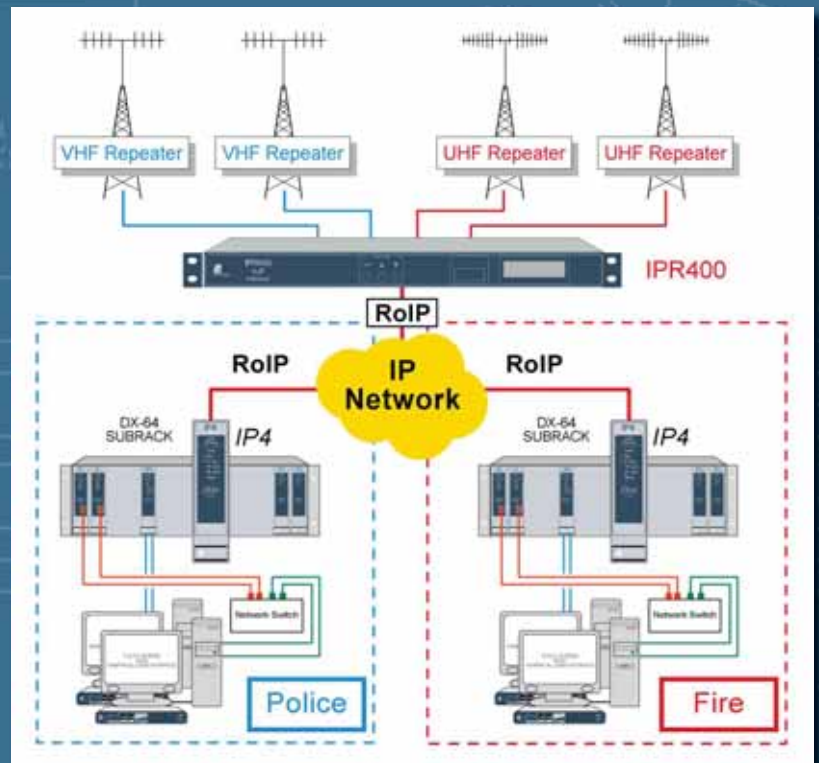 VHF Repeater
VHF Repeater
UHF Repeater
UHF Repeater
IPR400
RoIP
RoIP
IP
Network
RoIP
DX-64
SUBRACK
IP4
DX-64
SUBRACK
IP4
Network Switch
Network Switch
Police
Fire